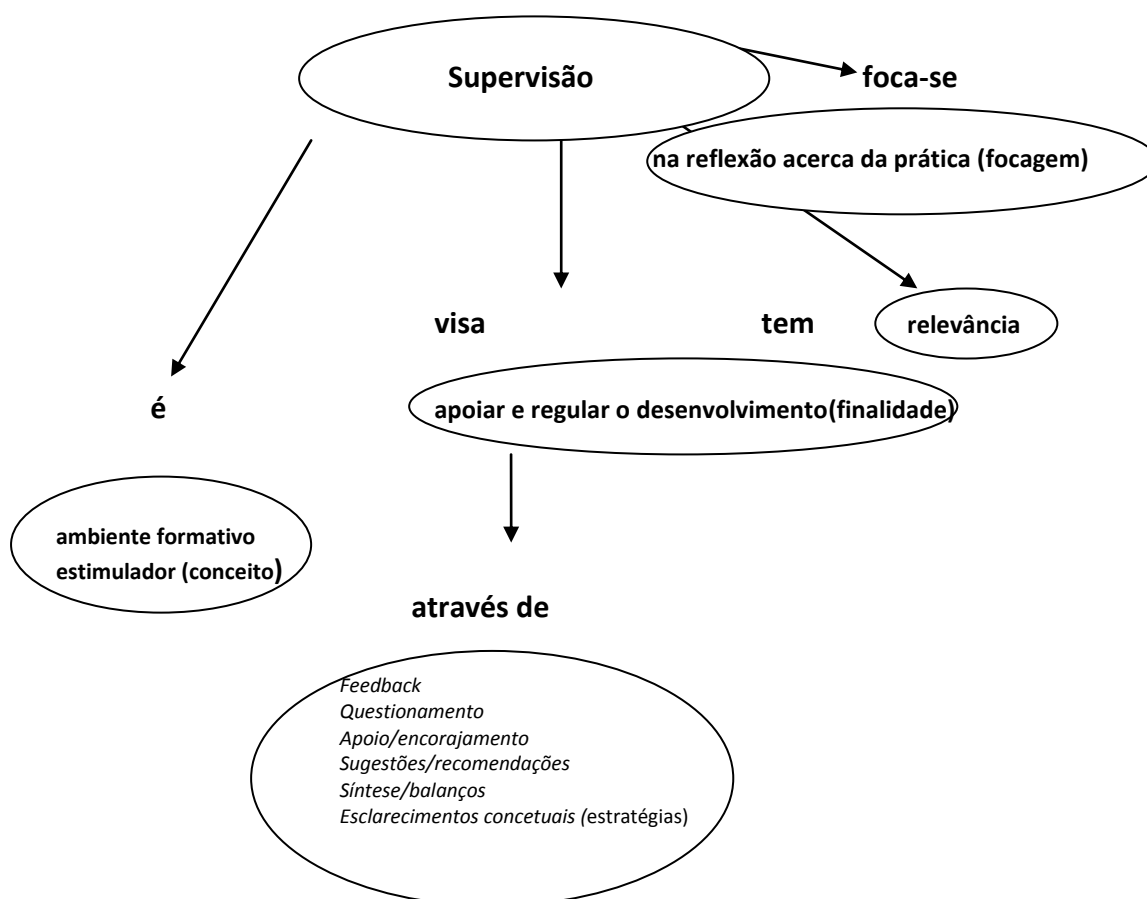 Supervisão
foca-se
na reflexão acerca da prática (focagem)
visa
tem
relevância
é
apoiar e regular o desenvolvimento(finalidade)
ambiente formativo
estimulador (conceito)
através de
Feedback
Questionamento
Apoio/encorajamento
Sugestões/recomendações
Síntese/balanços
Esclarecimentos concetuais (estratégias)